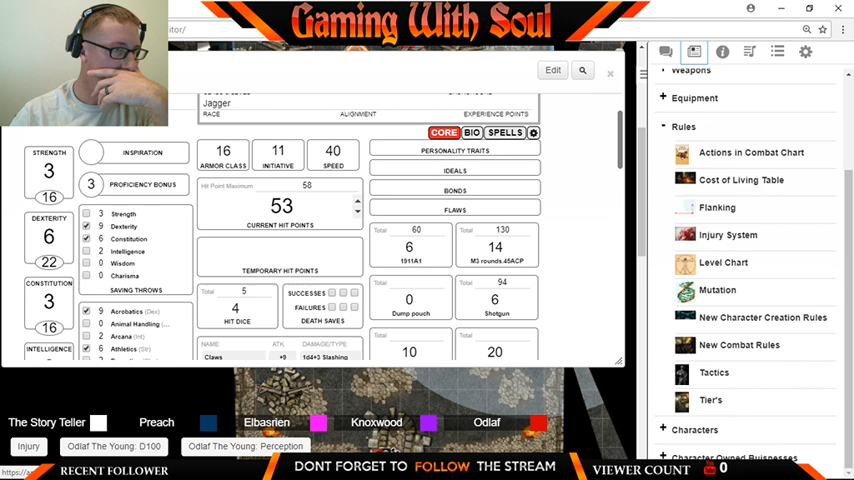 Gaming With Soul
itor/
Edit
Jagger
RACE ALIGNMENT EXPERIENCE POINTS
CORE BIO SPELLS
STRENGTH
3
16
DEXTERITY
6
22
CONSTITUTION
3
16
INTELLIGENCE
INSPIRATION
3 PROFICIENCY BONUS
3 Strength
9 Dexterity
6 Constitution
2 Intelligence
0 Wisdom
0 Charisma
SAVING THROWS
9 Acrobatics (Dex)
0 Animal Handling (...
2 Arcana (Int)
6 Athletics (Str)
16 11 40
ARMOR CLASS INITIATIVE SPEED
Hit Point Maximum 58
53
CURRENT HIT POINTS
TEMPORARY HIT POINTS
Total 5
4
HIT DICE
SUCCESSES
FAILURES
DEATH SAVES
NAME ATK DAMAGE/TYPE
Claws +9 1d4+3 Slashing
PERSONALITY TRAITS
IDEALS
BONDS
FLAWS
Total 60
6
1911A1
Total 130
14
M3 rounds.45ACP
0
Dump pouch
Total 94
6
Shotgun
10 20
Weapons
Equipment
Rules
Actions in Combat Chart
Cost of Living Table
Flanking
Injury System
Level Chart
Mutation
New Character Creation Rules
New Combat Rules
Tactics
Tier's
Characters
Character Owned Buisnesses
The Story Teller Preach Elbasrien Knoxwood Odlaf
Injury Odlaf The Young: D100 Odlaf The Young: Perception
RECENT FOLLOWER DONT FORGET TO FOLLOW THE STREAM VIEWER COUNT 0